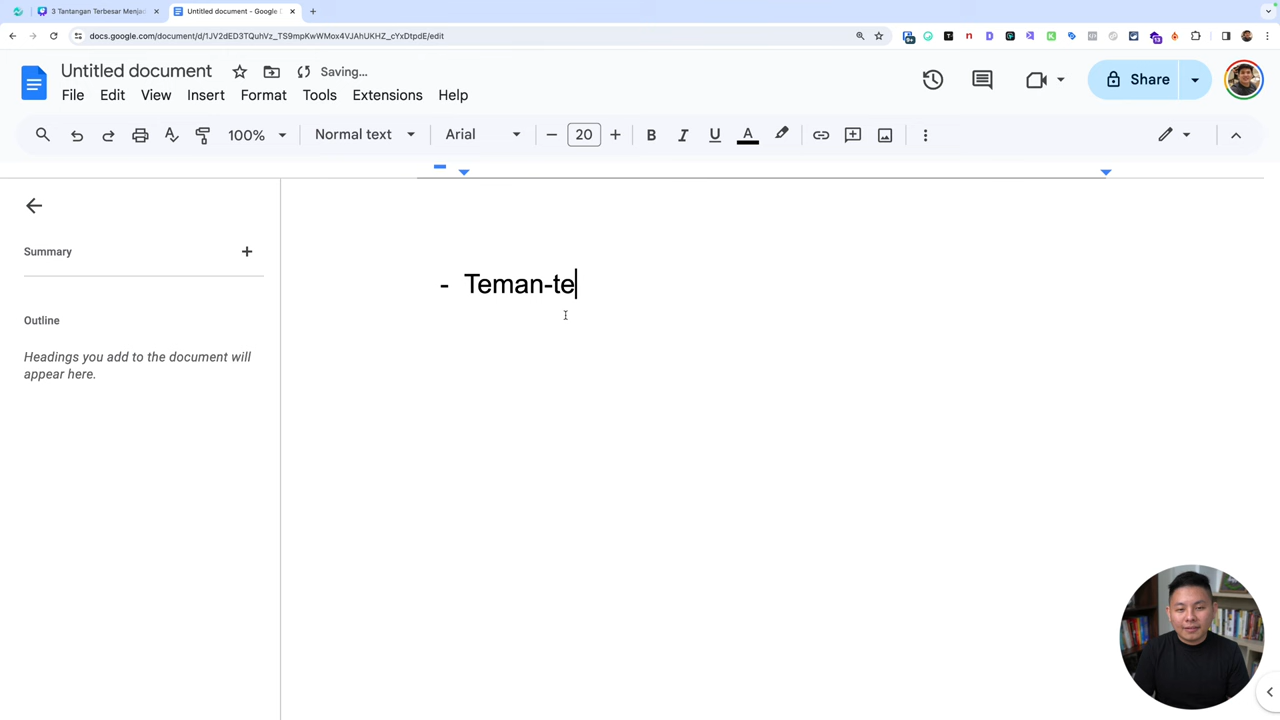 3 Tantangan Terbesar Menjad
Untitled document - Google D
docs.google.com/document/d/1JV2dED3TQuhVz_TS9mpKwWMox4VJAhUKHZ_cYxDtpdE/edit
Untitled document
Saving...
File Edit View Insert Format Tools Extensions Help
Share
100% Normal text Arial 20
Summary
Outline
Headings you add to the document will
appear here.
- Teman-te